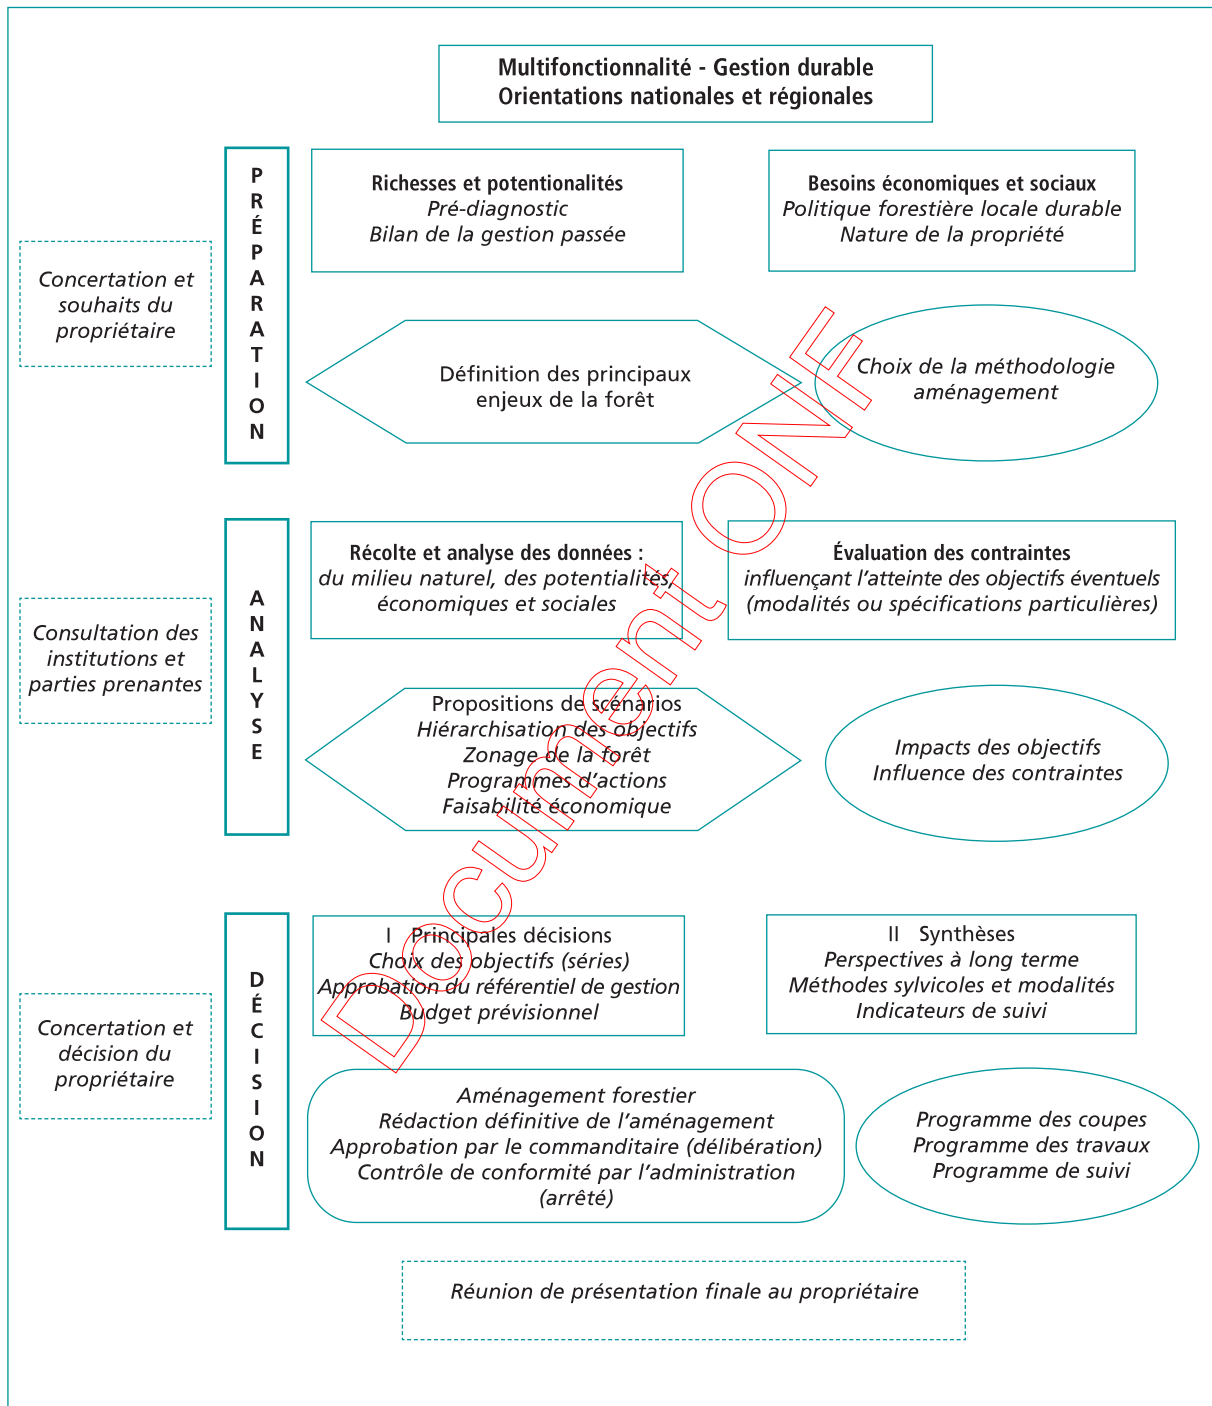 Multifonctionnalité - Gestion durable
Orientations nationales et régionales
PRÉPARATION
Concertation et
souhaits du
propriétaire
Richesses et potentionalités
Pré-diagnostic
Bilan de la gestion passée
Besoins économiques et sociaux
Politique forestière locale durable
Nature de la propriété
Définition des principaux
enjeux de la forêt
Choix de la méthodologie
aménagement
ANALYSE
Consultation des
institutions et
parties prenantes
Récolte et analyse des données :
du milieu naturel, des potentialités,
économiques et sociales
Évaluation des contraintes
influençant l'atteinte des objectifs éventuels
(modalités ou spécifications particulières)
Propositions de scénarios
Hiérarchisation des objectifs
Zonage de la forêt
Programmes d'actions
Faisabilité économique
Impacts des objectifs
Influence des contraintes
DÉCISION
Concertation et
décision du
propriétaire
I Principales décisions
Choix des objectifs (séries)
Approbation du référentiel de gestion
Budget prévisionnel
II Synthèses
Perspectives à long terme
Méthodes sylvicoles et modalités
Indicateurs de suivi
Aménagement forestier
Rédaction définitive de l'aménagement
Approbation par le commanditaire (délibération)
Contrôle de conformité par l'administration
(arrêté)
Programme des coupes
Programme des travaux
Programme de suivi
Réunion de présentation finale au propriétaire
Document ONF